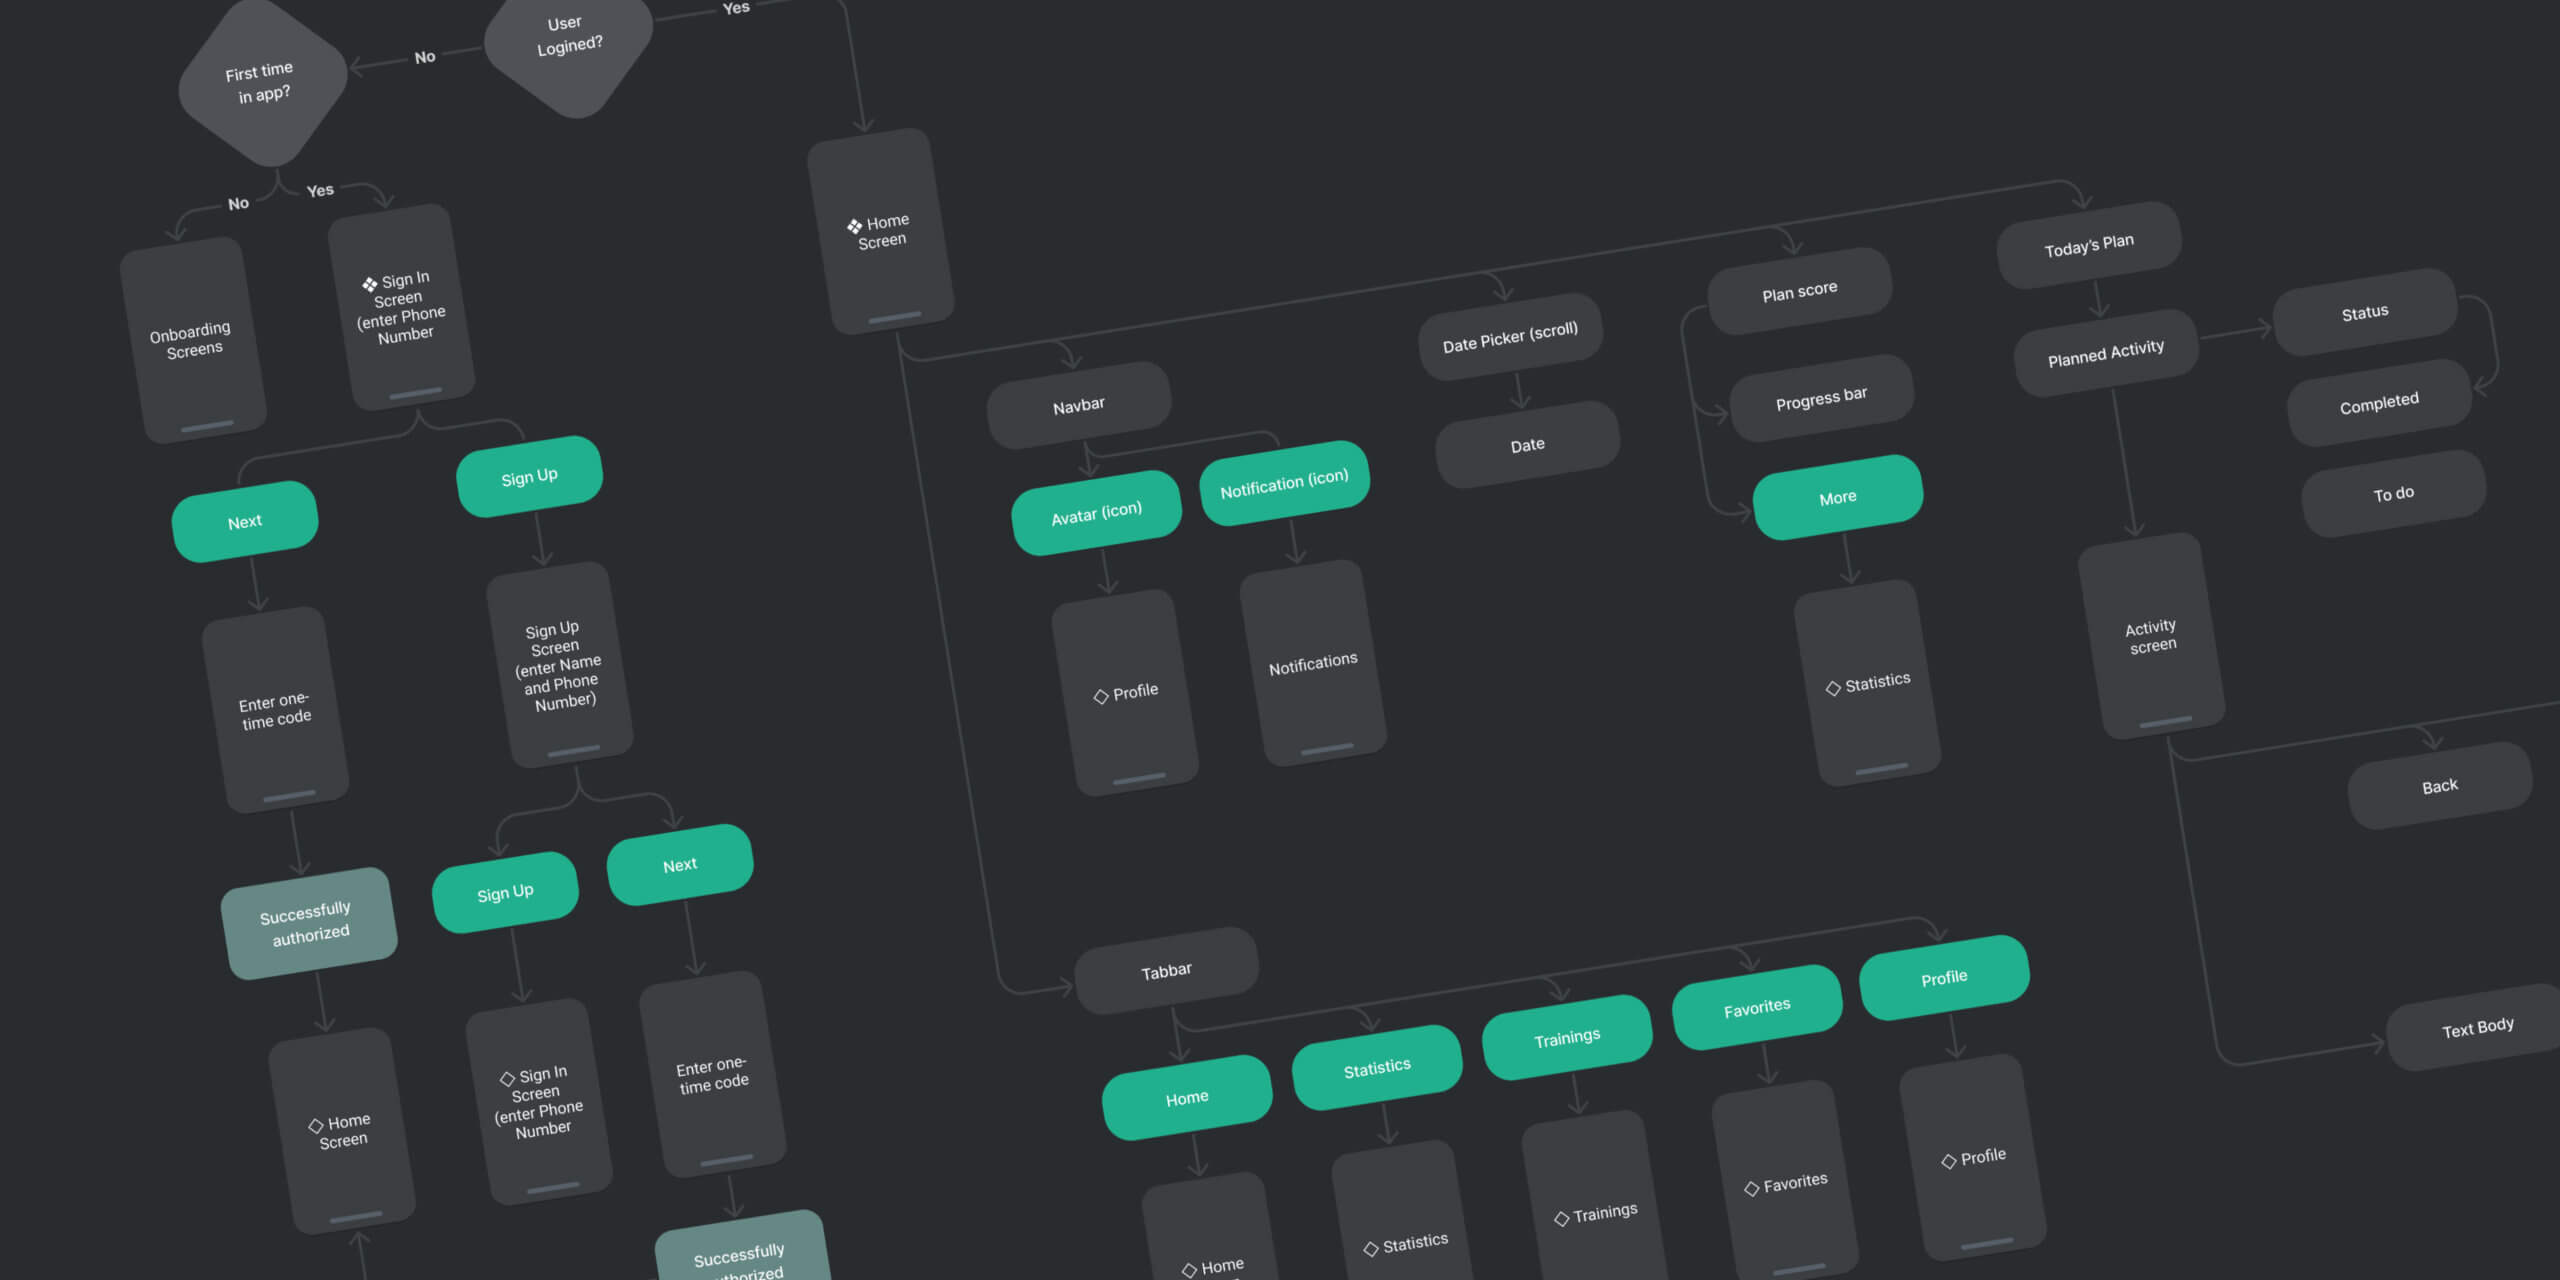 User
Logined?
Yes
No
First time
in app?
No
Yes
Onboarding
Screens
Sign In
Screen
(enter Phone
Number
Next
Sign Up
Enter one-
time code
Sign Up
Screen
(enter Name
and Phone
Number)
Successfully
authorized
Sign Up
Next
Home
Screen
Sign In
Screen
(enter Phone
Number
Enter one-
time code
Successfully
Home
Screen
Navbar
Avatar (icon)
Notification (icon)
Profile
Notifications
Date Picker (scroll)
Date
Plan score
Progress bar
More
Statistics
Today's Plan
Planned Activity
Status
Completed
To do
Activity
screen
Back
Text Body
Tabbar
Home
Statistics
Trainings
Favorites
Profile
Home
Statistics
Trainings
Favorites
Profile